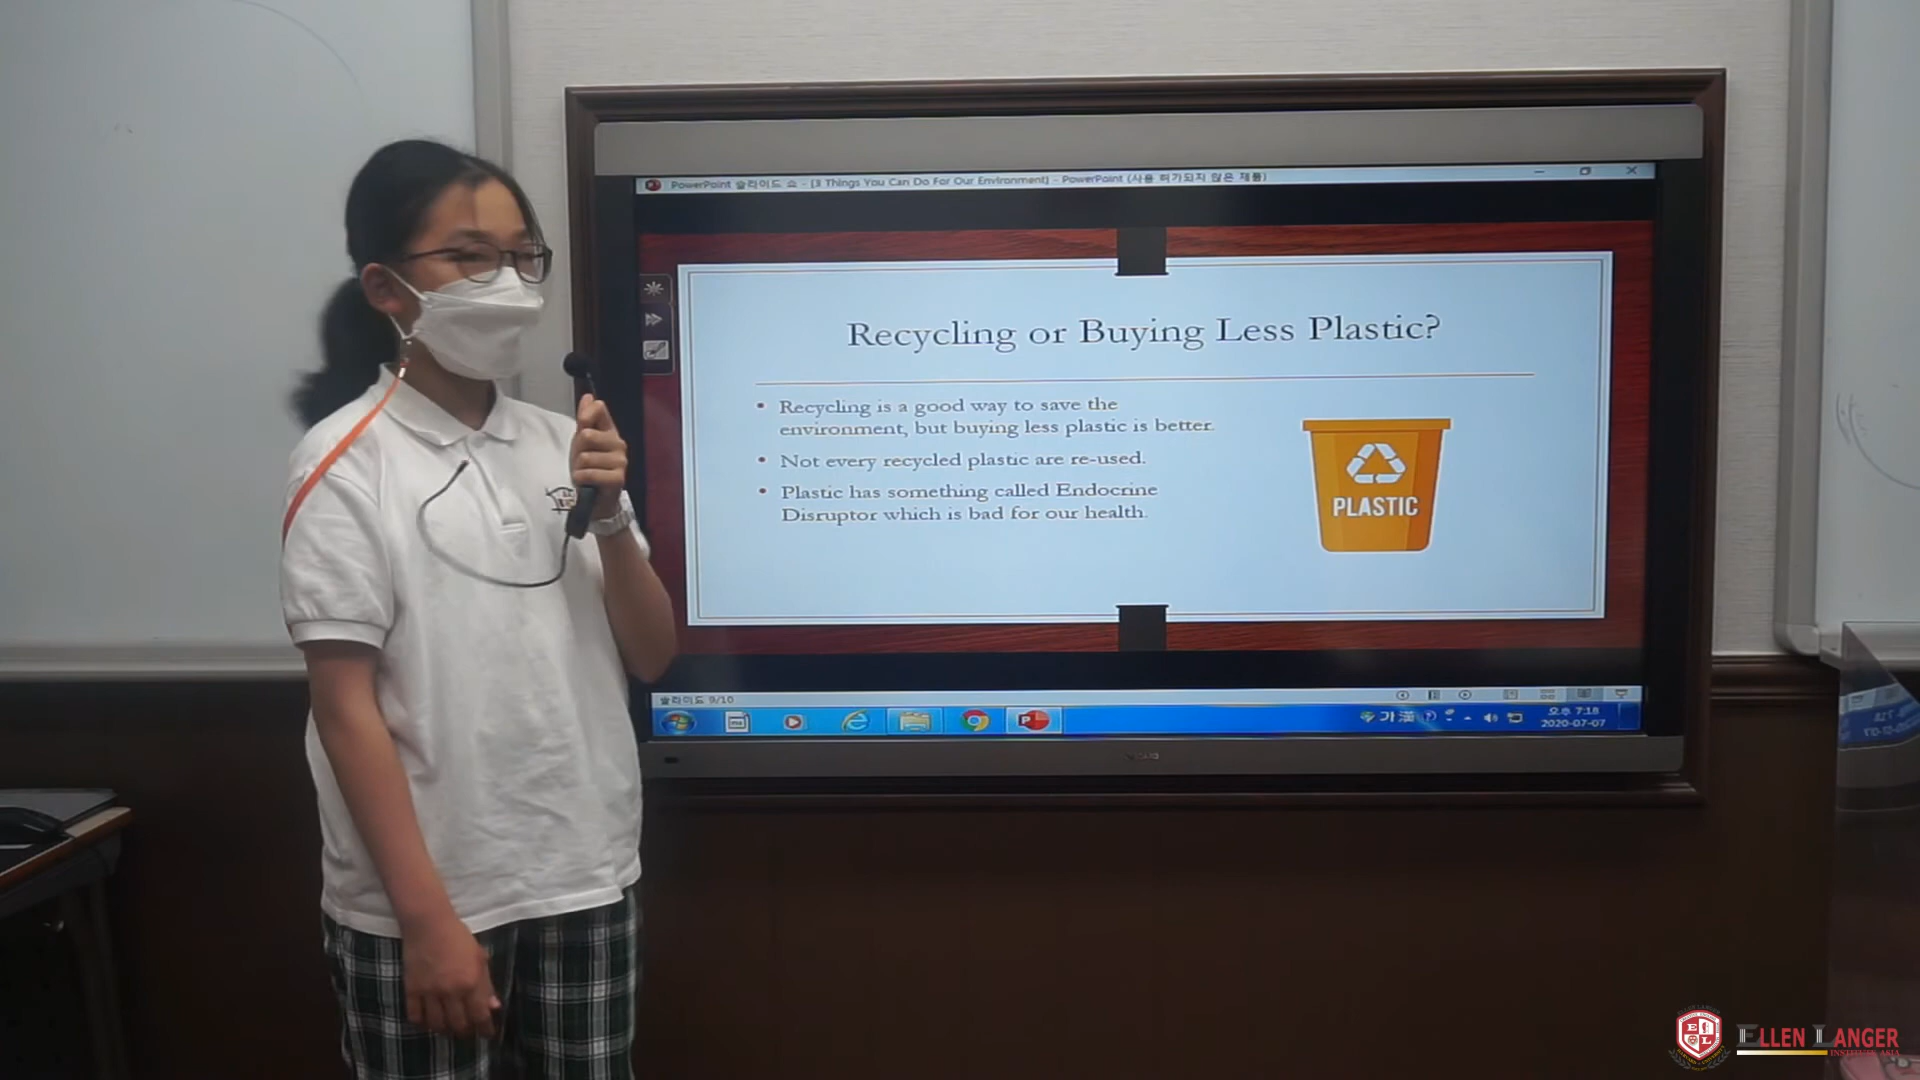 PowerPoint 슬라이드 쇼 - [3 Things You Can Do For Our Environment] - PowerPoint (사용 허가되지 않은 제품)
Recycling or Buying Less Plastic?
• Recycling is a good way to save the
environment, but buying less plastic is better.
• Not every recycled plastic are re-used.
• Plastic has something called Endocrine
Disruptor which is bad for our health.
PLASTIC
슬라이드 9/10
가 漢
오후 7:18
2020-07-07
ELLEN LANGER
INSTITUTE ASIA